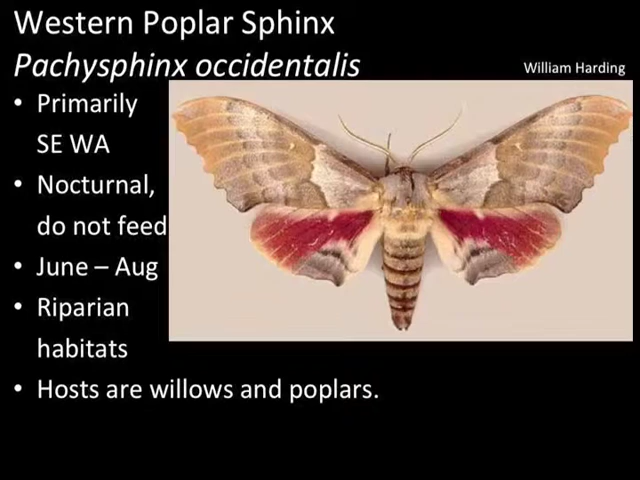 Western Poplar Sphinx
Pachysphinx occidentalis
William Harding
• Primarily
SE WA
• Nocturnal,
do not feed
• June – Aug
• Riparian
habitats
• Hosts are willows and poplars.